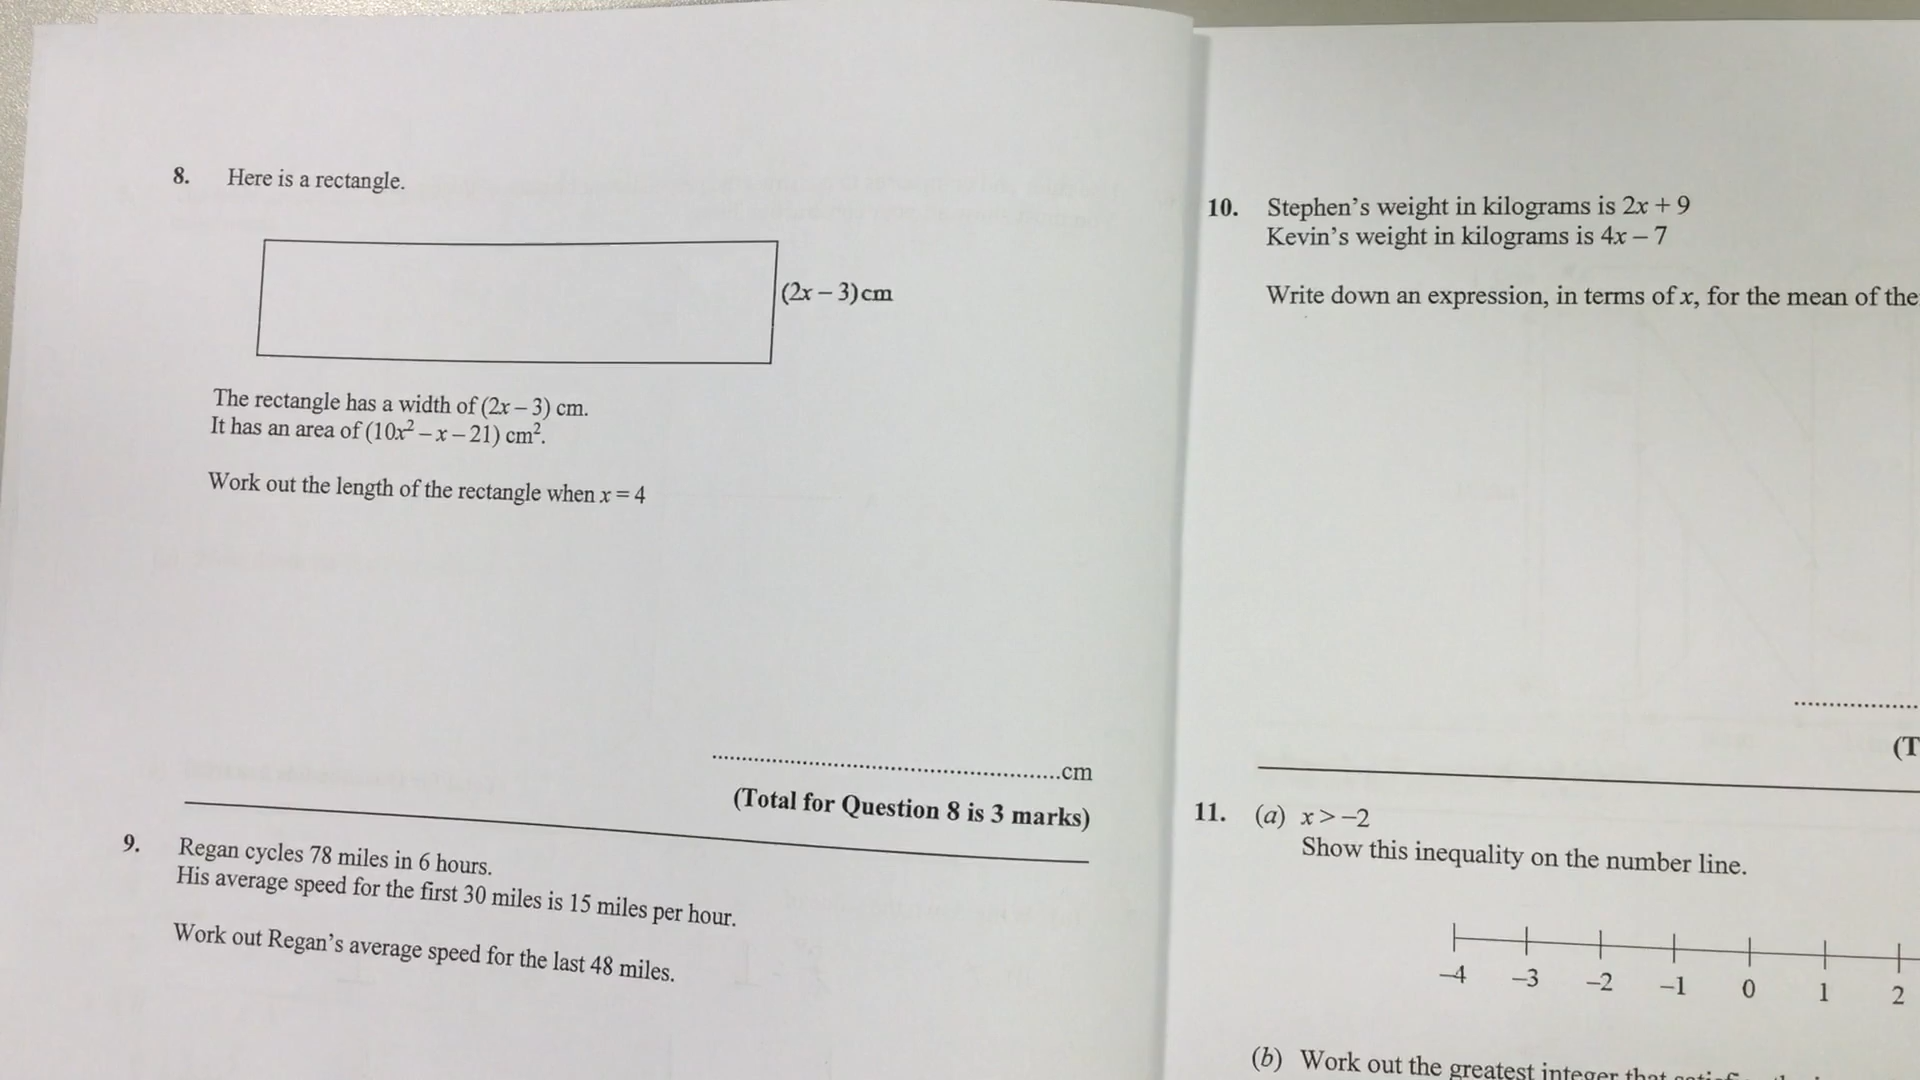 8. Here is a rectangle.
(2x – 3) cm
The rectangle has a width of (2x – 3) cm.
It has an area of (10x² – x – 21) cm².
Work out the length of the rectangle when x = 4
..........................................................cm
(Total for Question 8 is 3 marks)
9. Regan cycles 78 miles in 6 hours.
His average speed for the first 30 miles is 15 miles per hour.
Work out Regan's average speed for the last 48 miles.
10. Stephen's weight in kilograms is 2x + 9
Kevin's weight in kilograms is 4x – 7
Write down an expression, in terms of x, for the mean of the
(T
11. (a) x > –2
Show this inequality on the number line.
–4 –3 –2 –1 0 1 2
(b) Work out the greatest integer that